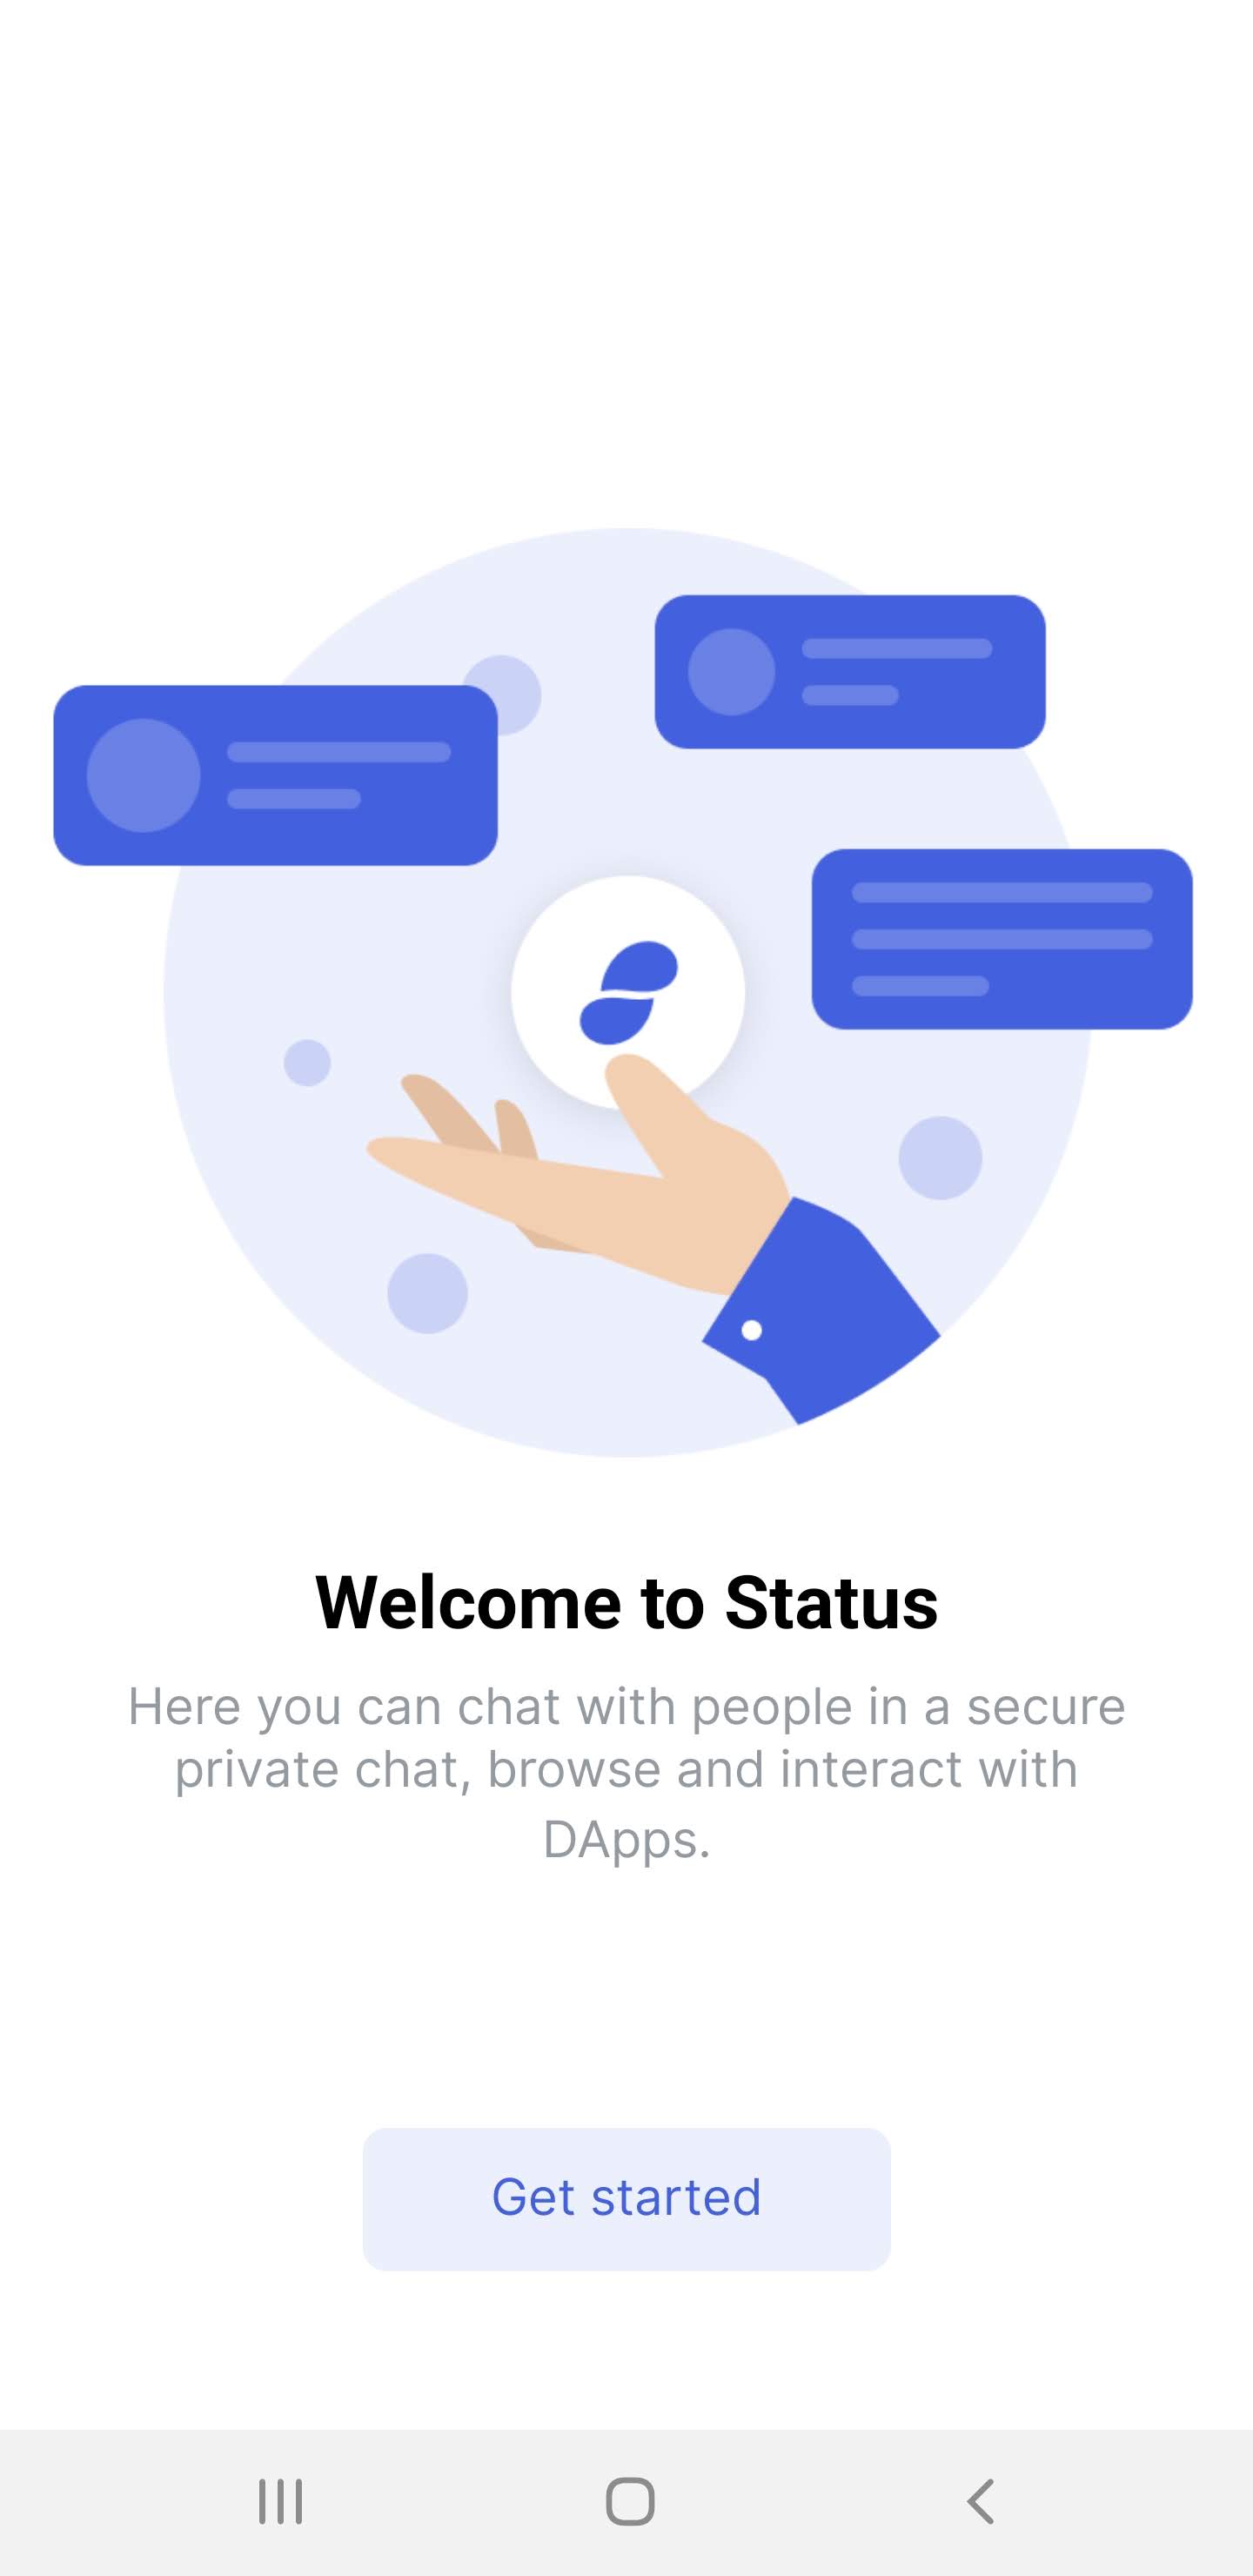 Welcome to Status
Here you can chat with people in a secure
private chat, browse and interact with
DApps.
Get started